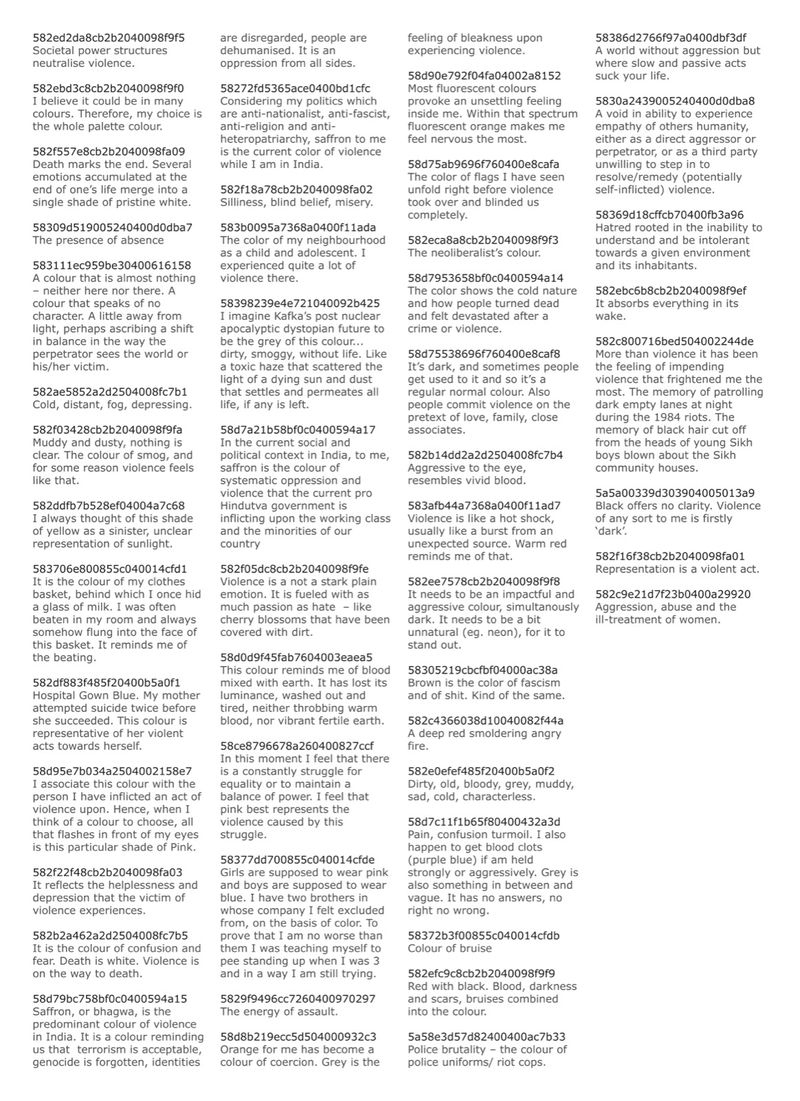 582ed2da8cb2b2040098f9f5
Societal power structures
neutralise violence.
582ebd3c8cb2b2040098f9f0
I believe it could be in many
colours. Therefore, my choice is
the whole palette colour.
582f557e8cb2b2040098fa09
Death marks the end. Several
emotions accumulated at the
end of one's life merge into a
single shade of pristine white.
58309d519005240400d0dba7
The presence of absence
583111ec959be30400616158
A colour that is almost nothing
– neither here nor there. A
colour that speaks of no
character. A little away from
light, perhaps ascribing a shift
in balance in the way the
perpetrator sees the world or
his/her victim.
582ae5852a2d2504008fc7b1
Cold, distant, fog, depressing.
582f03428cb2b2040098f9fa
Muddy and dusty, nothing is
clear. The colour of smog, and
for some reason violence feels
like that.
582ddfb7b528ef04004a7c68
I always thought of this shade
of yellow as a sinister, unclear
representation of sunlight.
583706e800855c040014cfd1
It is the colour of my clothes
basket, behind which I once hid
a glass of milk. I was often
beaten in my room and always
somehow flung into the face of
this basket. It reminds me of
the beating.
582df883f485f20400b5a0f1
Hospital Gown Blue. My mother
attempted suicide twice before
she succeeded. This colour is
representative of her violent
acts towards herself.
58d95e7b034a2504002158e7
I associate this colour with the
person I have inflicted an act of
violence upon. Hence, when I
think of a colour to choose, all
that flashes in front of my eyes
is this particular shade of Pink.
582f22f48cb2b2040098fa03
It reflects the helplessness and
depression that the victim of
violence experiences.
582b2a462a2d2504008fc7b5
It is the colour of confusion and
fear. Death is white. Violence is
on the way to death.
58d79bc758bf0c0400594a15
Saffron, or bhagwa, is the
predominant colour of violence
in India. It is a colour reminding
us that  terrorism is acceptable,
genocide is forgotten, identities
are disregarded, people are
dehumanised. It is an
oppression from all sides.
58272fd5365ace0400bd1cfc
Considering my politics which
are anti-nationalist, anti-fascist,
anti-religion and anti-
heteropatriarchy, saffron to me
is the current color of violence
while I am in India.
582f18a78cb2b2040098fa02
Silliness, blind belief, misery.
583b0095a7368a0400f11ada
The color of my neighbourhood
as a child and adolescent. I
experienced quite a lot of
violence there.
58398239e4e721040092b425
I imagine Kafka's post nuclear
apocalyptic dystopian future to
be the grey of this colour...
dirty, smoggy, without life. Like
a toxic haze that scattered the
light of a dying sun and dust
that settles and permeates all
life, if any is left.
58d7a21b58bf0c0400594a17
In the current social and
political context in India, to me,
saffron is the colour of
systematic oppression and
violence that the current pro
Hindutva government is
inflicting upon the working class
and the minorities of our
country
582f05dc8cb2b2040098f9fe
Violence is a not a stark plain
emotion. It is fueled with as
much passion as hate  – like
cherry blossoms that have been
covered with dirt.
58d0d9f45fab7604003eaea5
This colour reminds me of blood
mixed with earth. It has lost its
luminance, washed out and
tired, neither throbbing warm
blood, nor vibrant fertile earth.
58ce8796678a260400827ccf
In this moment I feel that there
is a constantly struggle for
equality or to maintain a
balance of power. I feel that
pink best represents the
violence caused by this
struggle.
58377dd700855c040014cfde
Girls are supposed to wear pink
and boys are supposed to wear
blue. I have two brothers in
whose company I felt excluded
from, on the basis of color. To
prove that I am no worse than
them I was teaching myself to
pee standing up when I was 3
and in a way I am still trying.
5829f9496cc7260400970297
The energy of assault.
58d8b219ecc5d504000932c3
Orange for me has become a
colour of coercion. Grey is the
feeling of bleakness upon
experiencing violence.
58d90e792f04fa04002a8152
Most fluorescent colours
provoke an unsettling feeling
inside me. Within that spectrum
fluorescent orange makes me
feel nervous the most.
58d75ab9696f760400e8cafa
The color of flags I have seen
unfold right before violence
took over and blinded us
completely.
582eca8a8cb2b2040098f9f3
The neoliberalist's colour.
58d7953658bf0c0400594a14
The color shows the cold nature
and how people turned dead
and felt devastated after a
crime or violence.
58d75538696f760400e8caf8
It's dark, and sometimes people
get used to it and so it's a
regular normal colour. Also
people commit violence on the
pretext of love, family, close
associates.
582b14dd2a2d2504008fc7b4
Aggressive to the eye,
resembles vivid blood.
583afb44a7368a0400f11ad7
Violence is like a hot shock,
usually like a burst from an
unexpected source. Warm red
reminds me of that.
582ee7578cb2b2040098f9f8
It needs to be an impactful and
aggressive colour, simultanously
dark. It needs to be a bit
unnatural (eg. neon), for it to
stand out.
58305219cbcfbf04000ac38a
Brown is the color of fascism
and of shit. Kind of the same.
582c4366038d10040082f44a
A deep red smoldering angry
fire.
582e0efef485f20400b5a0f2
Dirty, old, bloody, grey, muddy,
sad, cold, characterless.
58d7c11f1b65f80400432a3d
Pain, confusion turmoil. I also
happen to get blood clots
(purple blue) if am held
strongly or aggressively. Grey is
also something in between and
vague. It has no answers, no
right no wrong.
58372b3f00855c040014cfdb
Colour of bruise
582efc9c8cb2b2040098f9f9
Red with black. Blood, darkness
and scars, bruises combined
into the colour.
5a58e3d57d82400400ac7b33
Police brutality – the colour of
police uniforms/ riot cops.
58386d2766f97a0400dbf3df
A world without aggression but
where slow and passive acts
suck your life.
5830a2439005240400d0dba8
A void in ability to experience
empathy of others humanity,
either as a direct aggressor or
perpetrator, or as a third party
unwilling to step in to
resolve/remedy (potentially
self-inflicted) violence.
58369d18cffcb70400fb3a96
Hatred rooted in the inability to
understand and be intolerant
towards a given environment
and its inhabitants.
582ebc6b8cb2b2040098f9ef
It absorbs everything in its
wake.
582c800716bed504002244de
More than violence it has been
the feeling of impending
violence that frightened me the
most. The memory of patrolling
dark empty lanes at night
during the 1984 riots. The
memory of black hair cut off
from the heads of young Sikh
boys blown about the Sikh
community houses.
5a5a00339d303904005013a9
Black offers no clarity. Violence
of any sort to me is firstly
'dark'.
582f16f38cb2b2040098fa01
Representation is a violent act.
582c9e21d7f23b0400a29920
Aggression, abuse and the
ill-treatment of women.